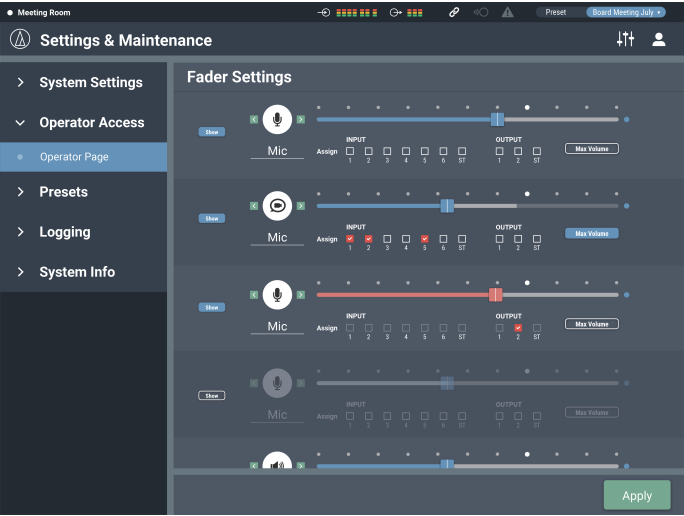 Meeting Room
Preset
Board Meeting July
Settings & Maintenance
System Settings
Operator Access
Operator Page
Presets
Logging
System Info
Fader Settings
Show
Mic
Assign
INPUT
1 2 3 4 5 6 ST
OUTPUT
1 2 ST
Max Volume
Show
Mic
Assign
INPUT
1 2 3 4 5 6 ST
OUTPUT
1 2 ST
Max Volume
Show
Mic
Assign
INPUT
1 2 3 4 5 6 ST
OUTPUT
1 2 ST
Max Volume
Show
Mic
Assign
INPUT
1 2 3 4 5 6 ST
OUTPUT
1 2 ST
Max Volume
Apply